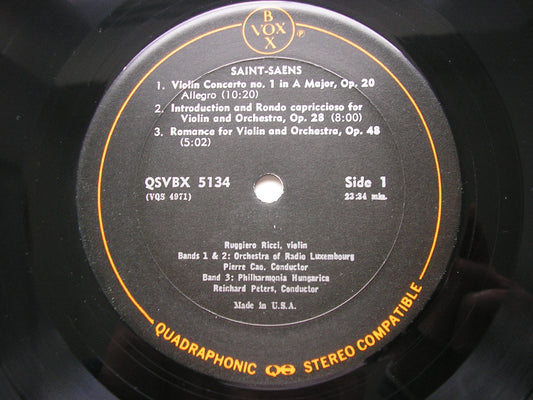 VOX
BOX
P
SAINT-SAENS
1. Violin Concerto no. 1 in A Major, Op. 20
Allegro (10:20)
2. Introduction and Rondo capriccioso for
Violin and Orchestra, Op. 28 (8:00)
3. Romance for Violin and Orchestra, Op. 48
(5:02)
QSVBX 5134 Side 1
(VQS 4971) 23:24 min.
Ruggiero Ricci, violin
Bands 1 & 2: Orchestra of Radio Luxembourg
Pierre Cao, Conductor
Band 3: Philharmonia Hungarica
Reinhard Peters, Conductor
Made in U.S.A.
QUADRAPHONIC QS STEREO COMPATIBLE